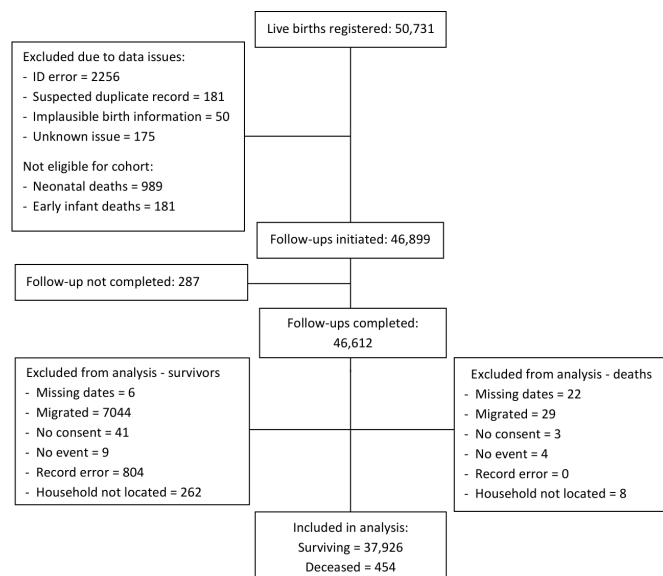 Live births registered: 50,731
Excluded due to data issues:
- ID error = 2256
- Suspected duplicate record = 181
- Implausible birth information = 50
- Unknown issue = 175
Not eligible for cohort:
- Neonatal deaths = 989
- Early infant deaths = 181
Follow-ups initiated: 46,899
Follow-up not completed: 287
Follow-ups completed:
46,612
Excluded from analysis - survivors
- Missing dates = 6
- Migrated = 7044
- No consent = 41
- No event = 9
- Record error = 804
- Household not located = 262
Excluded from analysis - deaths
- Missing dates = 22
- Migrated = 29
- No consent = 3
- No event = 4
- Record error = 0
- Household not located = 8
Included in analysis:
Surviving = 37,926
Deceased = 454